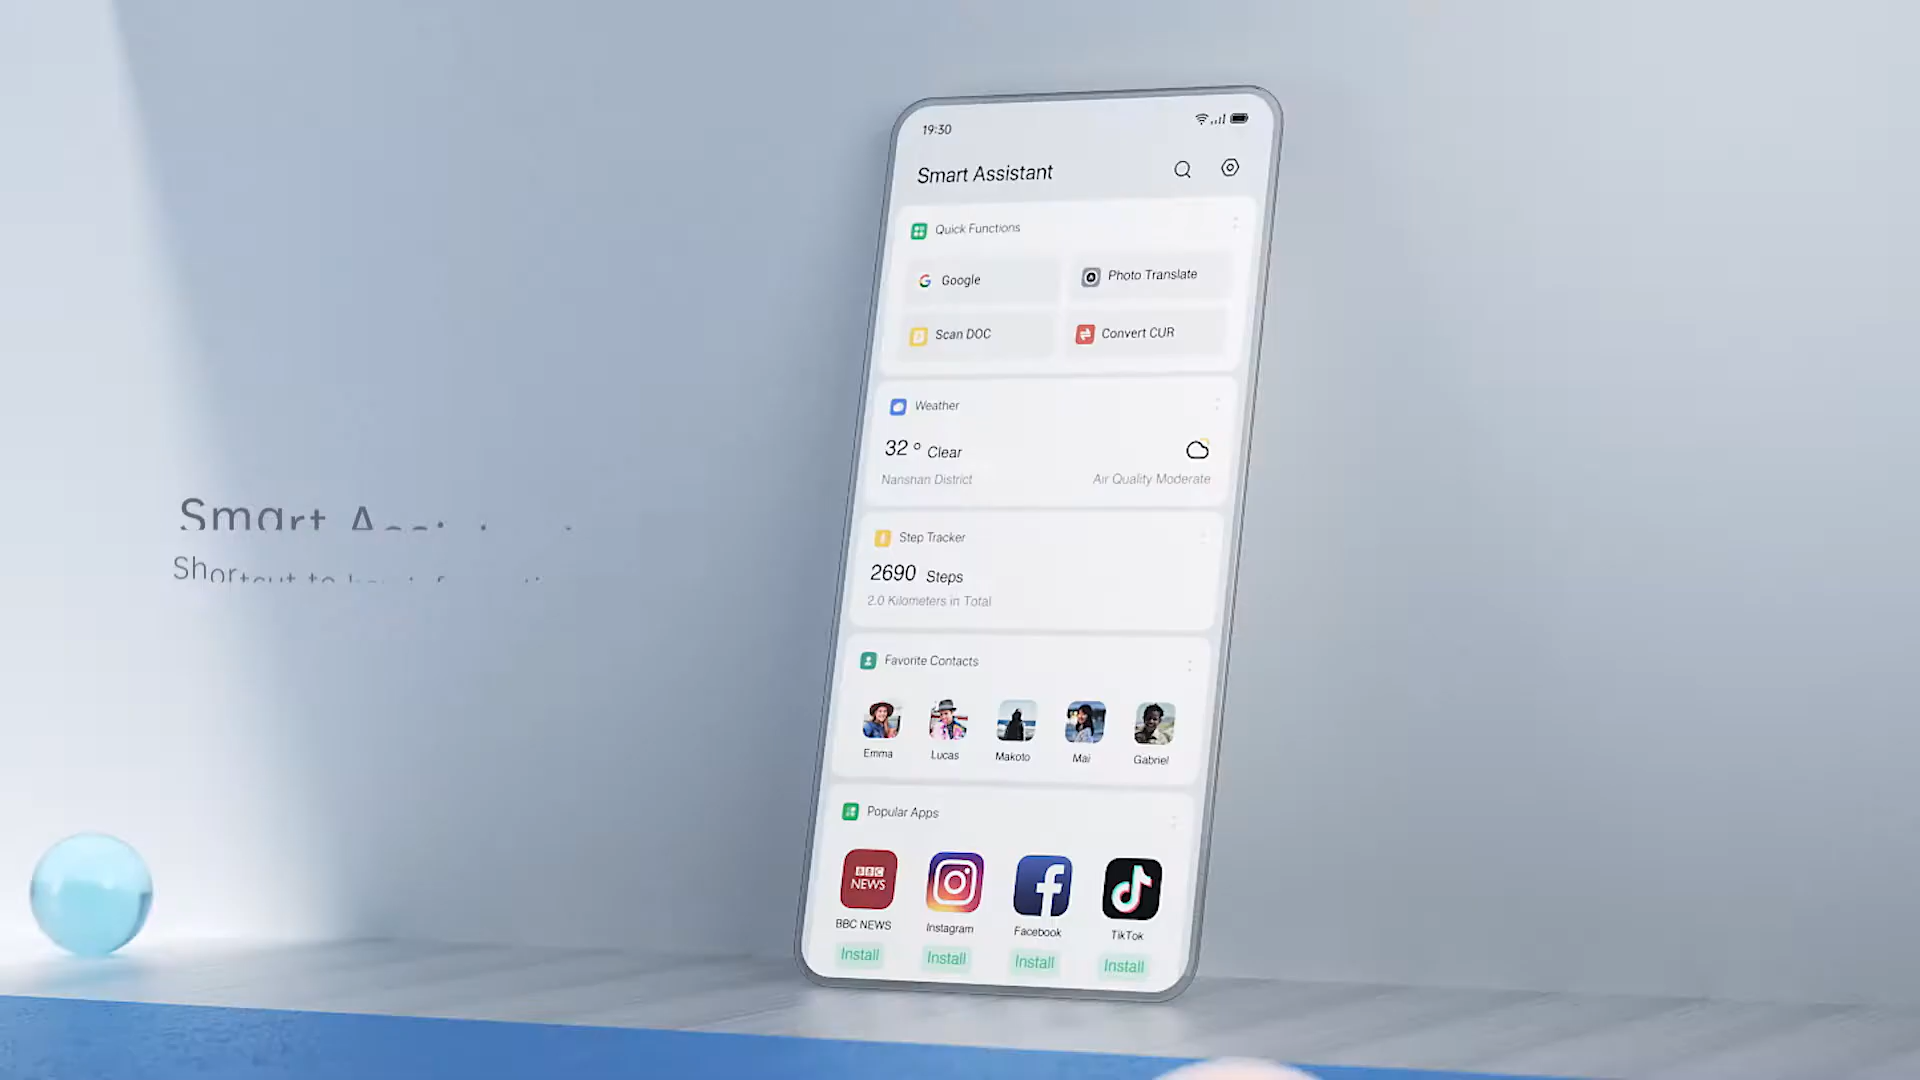 Smart
19:30
Smart Assistant
Quick Functions
Google
Photo Translate
Scan DOC
Convert CUR
Weather
32 ° Clear
Nanshan District
Air Quality Moderate
Step Tracker
2690 Steps
2.0 Kilometers in Total
Favorite Contacts
Emma
Lucas
Makoto
Mai
Gabriel
Popular Apps
BBC
NEWS
BBC NEWS
Instagram
Facebook
TikTok
Install
Install
Install
Install